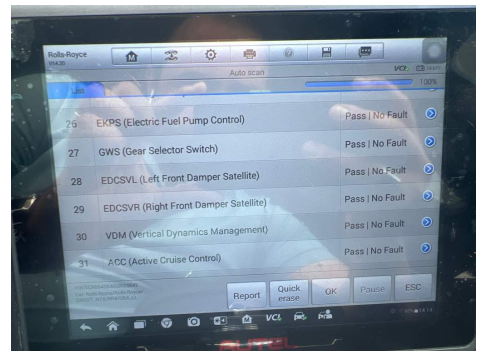 Rolls-Royce
Auto scan
VCI
List
100%
26 EKPS (Electric Fuel Pump Control) Pass | No Fault
27 GWS (Gear Selector Switch) Pass | No Fault
28 EDCSVL (Left Front Damper Satellite) Pass | No Fault
29 EDCSVR (Right Front Damper Satellite) Pass | No Fault
30 VDM (Vertical Dynamics Management) Pass | No Fault
31 ACC (Active Cruise Control) Pass | No Fault
Report
Quick
erase
OK
Pause
ESC
VCI
AUTEL